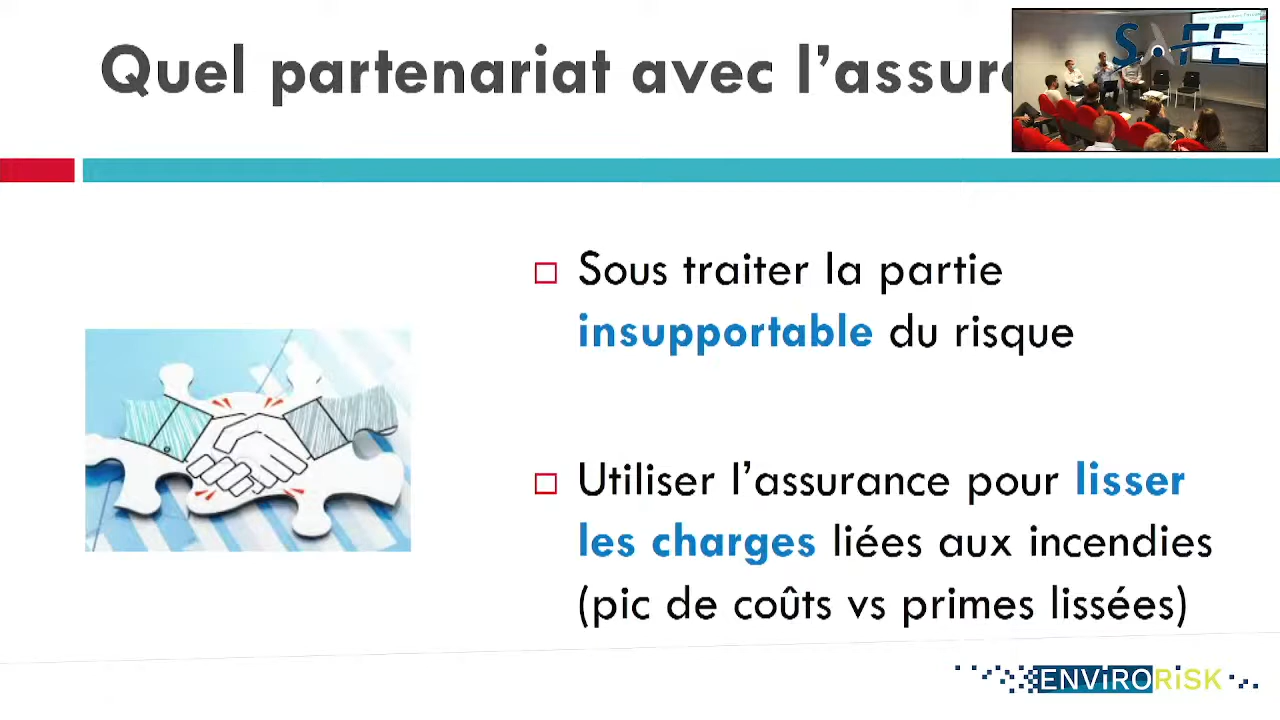 Quel partenariat avec l’assur
SAFE
□ Sous traiter la partie
insupportable du risque
□ Utiliser l’assurance pour lisser
les charges liées aux incendies
(pic de coûts vs primes lissées)
ENViRORiSK